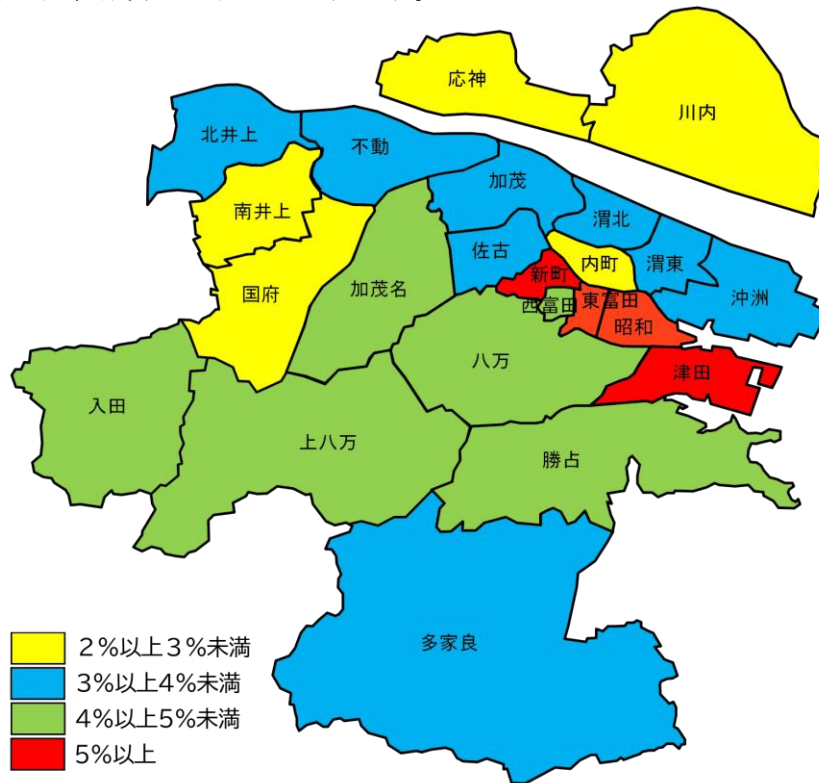 応神
川内
北井上
不動
加茂
南井上
渭北
佐古
内町
渭東
新町
国府
加茂名
沖洲
西富田
東富田
昭和
八万
津田
入田
上八万
勝占
多家良
2%以上3%未満
3%以上4%未満
4%以上5%未満
5%以上